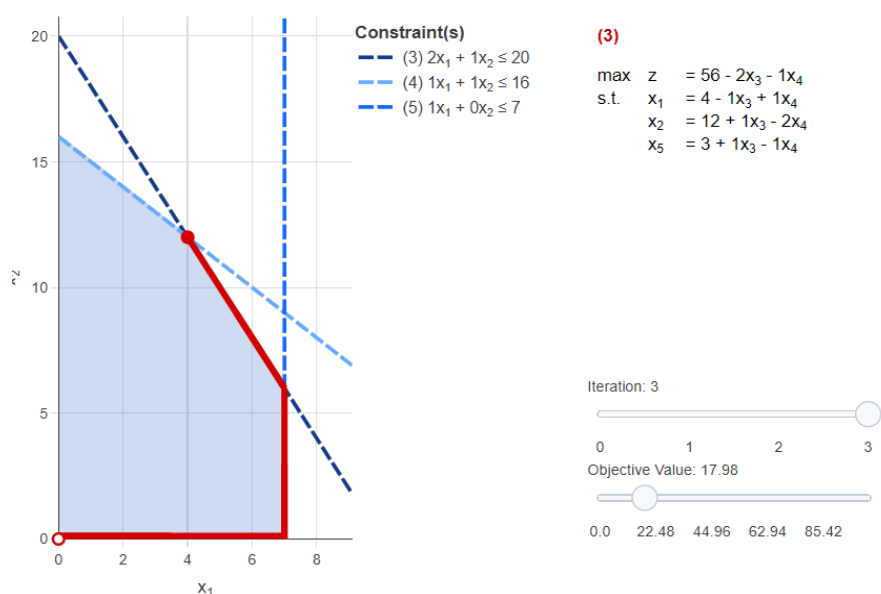 Constraint(s)
(3) 2x₁ + 1x₂ ≤ 20
(4) 1x₁ + 1x₂ ≤ 16
(5) 1x₁ + 0x₂ ≤ 7
20
15
10
5
0
x₂
0 2 4 6 8
x₁
(3)
max z = 56 - 2x₃ - 1x₄
s.t. x₁ = 4 - 1x₃ + 1x₄
x₂ = 12 + 1x₃ - 2x₄
x₅ = 3 + 1x₃ - 1x₄
Iteration: 3
0 1 2 3
Objective Value: 17.98
0.0 22.48 44.96 62.94 85.42